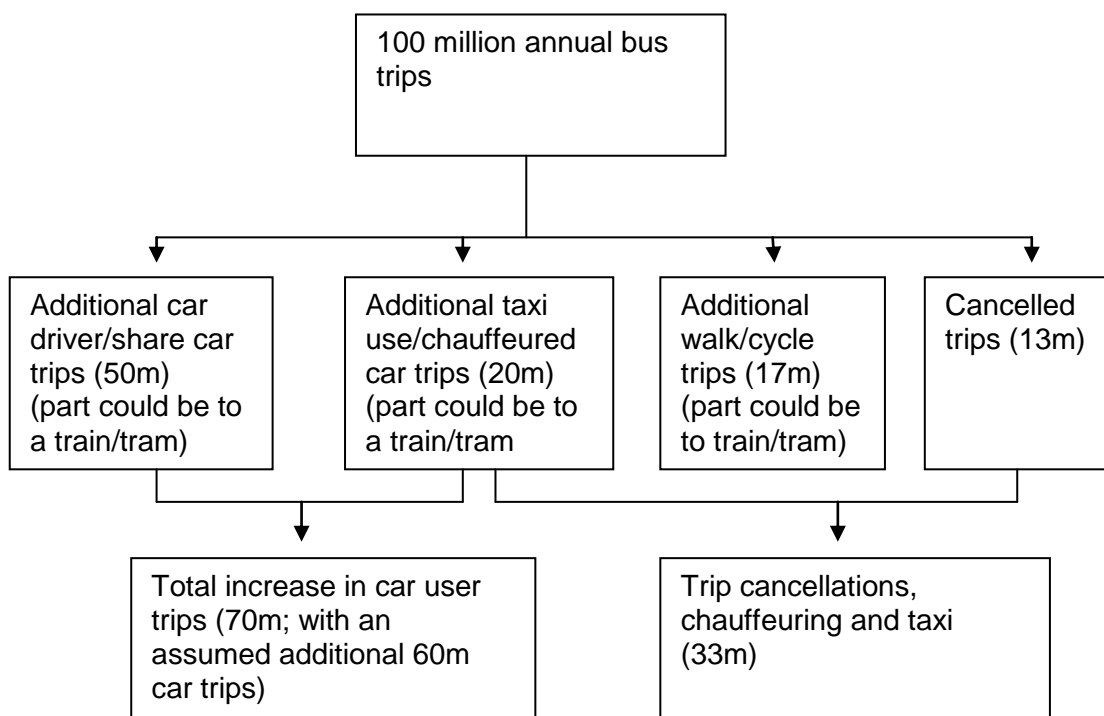 100 million annual bus
trips
Additional car
driver/share car
trips (50m)
(part could be to
a train/tram)
Additional taxi
use/chauffeured
car trips (20m)
(part could be to
a train/tram
Additional
walk/cycle
trips (17m)
(part could be
to train/tram)
Cancelled
trips (13m)
Total increase in car user
trips (70m; with an
assumed additional 60m
car trips)
Trip cancellations,
chauffeuring and taxi
(33m)